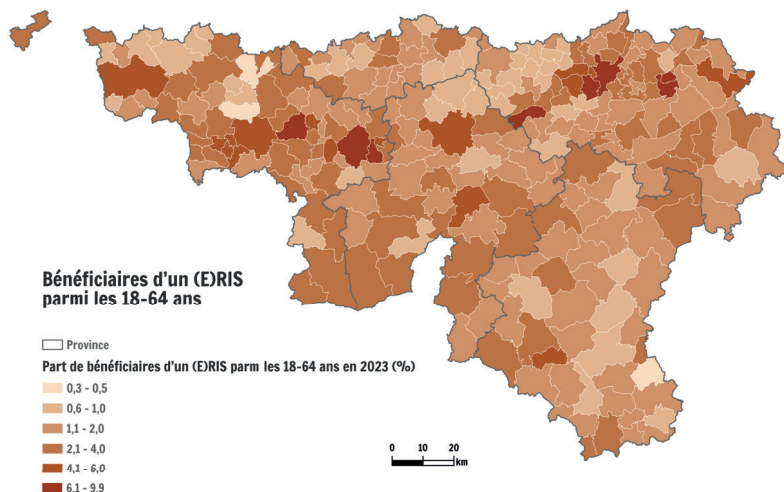 Bénéficiaires d'un (E)RIS
parmi les 18-64 ans
Province
Part de bénéficiaires d'un (E)RIS parm les 18-64 ans en 2023 (%)
0,3 - 0,5
0,6 - 1,0
1,1 - 2,0
2,1 - 4,0
4,1 - 6,0
6,1 - 9,9
0 10 20
km